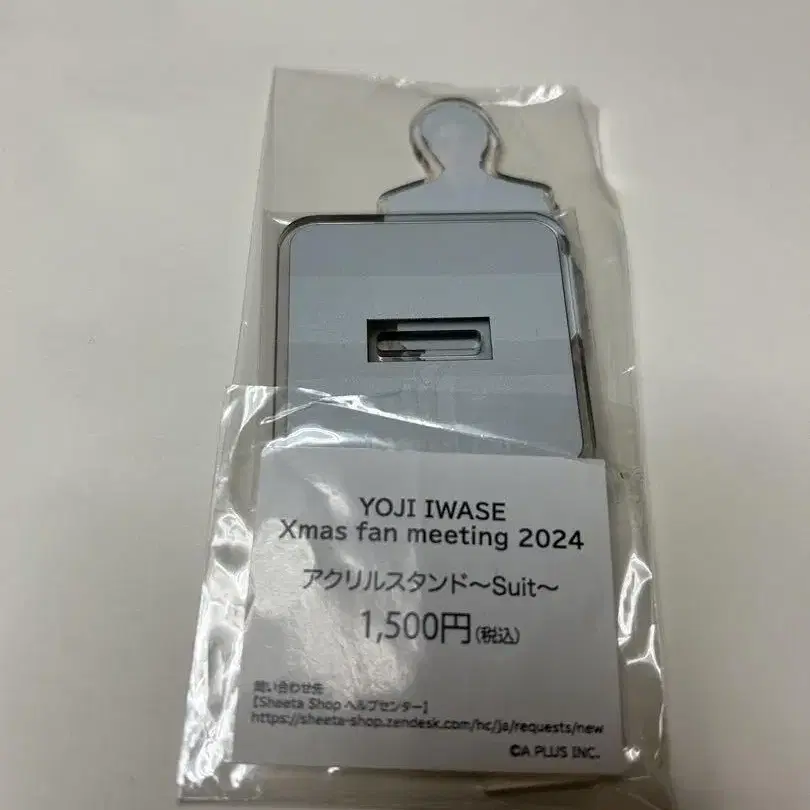 YOJI IWASE
Xmas fan meeting 2024
アクリルスタンド〜Suit〜
1,500円(税込)
問い合わせ先
【Sheeta Shop ヘルプセンター】
https://sheeta-shop.zendesk.com/hc/ja/requests/new
©A PLUS INC.